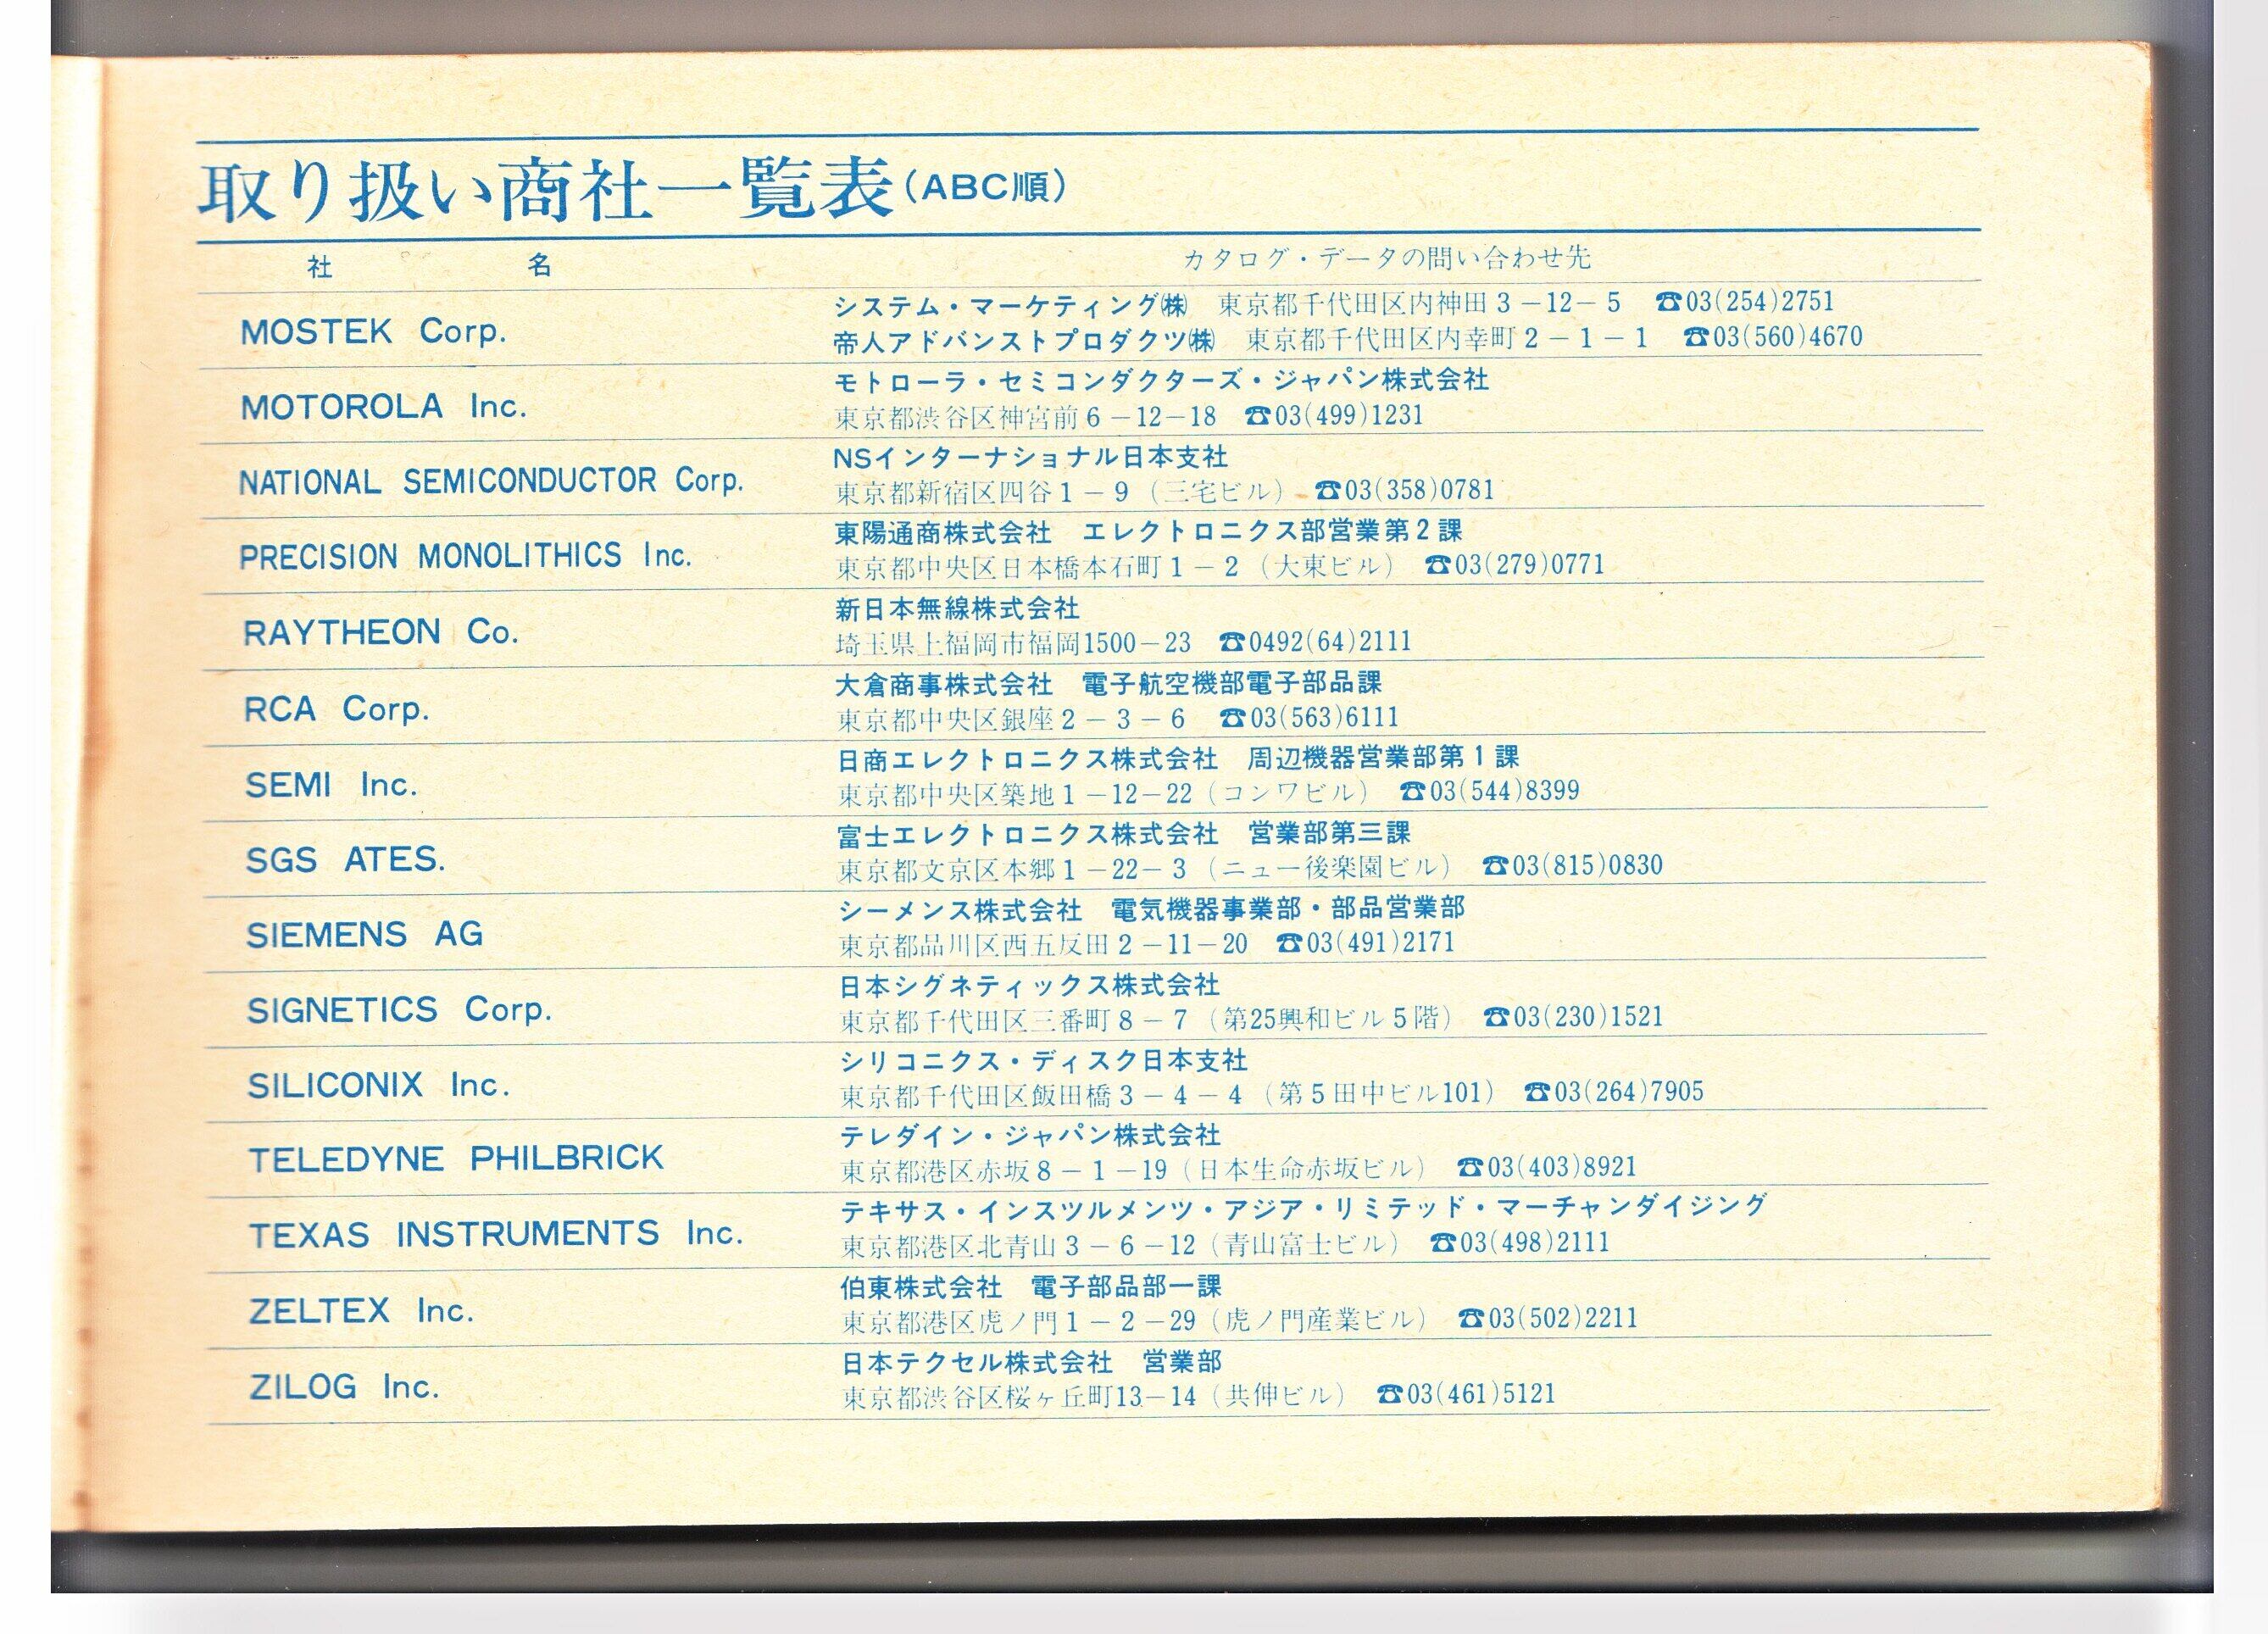 取り扱い商社一覧表(ABC順)
社 名 カタログ・データの問い合わせ先
MOSTEK Corp.
システム・マーケティング㈱ 東京都千代田区内神田3-12-5 ☎03(254)2751
帝人アドバンストプロダクツ㈱ 東京都千代田区内幸町2-1-1 ☎03(560)4670
MOTOROLA Inc.
モトローラ・セミコンダクターズ・ジャパン株式会社
東京都渋谷区神宮前6-12-18 ☎03(499)1231
NATIONAL SEMICONDUCTOR Corp.
NSインターナショナル日本支社
東京都新宿区四谷1-9(三宅ビル) ☎03(358)0781
PRECISION MONOLITHICS Inc.
東陽通商株式会社 エレクトロニクス部営業第2課
東京都中央区日本橋本石町1-2(大東ビル) ☎03(279)0771
RAYTHEON Co.
新日本無線株式会社
埼玉県上福岡市福岡1500-23 ☎0492(64)2111
RCA Corp.
大倉商事株式会社 電子航空機部電子部品課
東京都中央区銀座2-3-6 ☎03(563)6111
SEMI Inc.
日商エレクトロニクス株式会社 周辺機器営業部第1課
東京都中央区築地1-12-22(コンワビル) ☎03(544)8399
SGS ATES.
富士エレクトロニクス株式会社 営業部第三課
東京都文京区本郷1-22-3(ニュー後楽園ビル) ☎03(815)0830
SIEMENS AG
シーメンス株式会社 電気機器事業部・部品営業部
東京都品川区西五反田2-11-20 ☎03(491)2171
SIGNETICS Corp.
日本シグネティックス株式会社
東京都千代田区三番町8-7(第25興和ビル5階) ☎03(230)1521
SILICONIX Inc.
シリコニクス・ディスク日本支社
東京都千代田区飯田橋3-4-4(第5田中ビル101) ☎03(264)7905
TELEDYNE PHILBRICK
テレダイン・ジャパン株式会社
東京都港区赤坂8-1-19(日本生命赤坂ビル) ☎03(403)8921
TEXAS INSTRUMENTS Inc.
テキサス・インスツルメンツ・アジア・リミテッド・マーチャンダイジング
東京都港区北青山3-6-12(青山富士ビル) ☎03(498)2111
ZELTEX Inc.
伯東株式会社 電子部品部一課
東京都港区虎ノ門1-2-29(虎ノ門産業ビル) ☎03(502)2211
ZILOG Inc.
日本テクセル株式会社 営業部
東京都渋谷区桜ヶ丘町13-14(共伸ビル) ☎03(461)5121